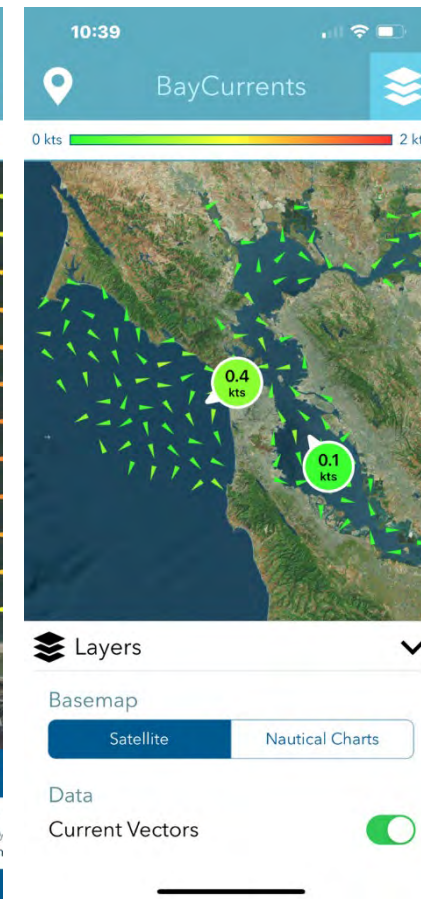 10:39
BayCurrents
0 kts
2 kt
0.4
kts
0.1
kts
Layers
Basemap
Satellite
Nautical Charts
Data
Current Vectors